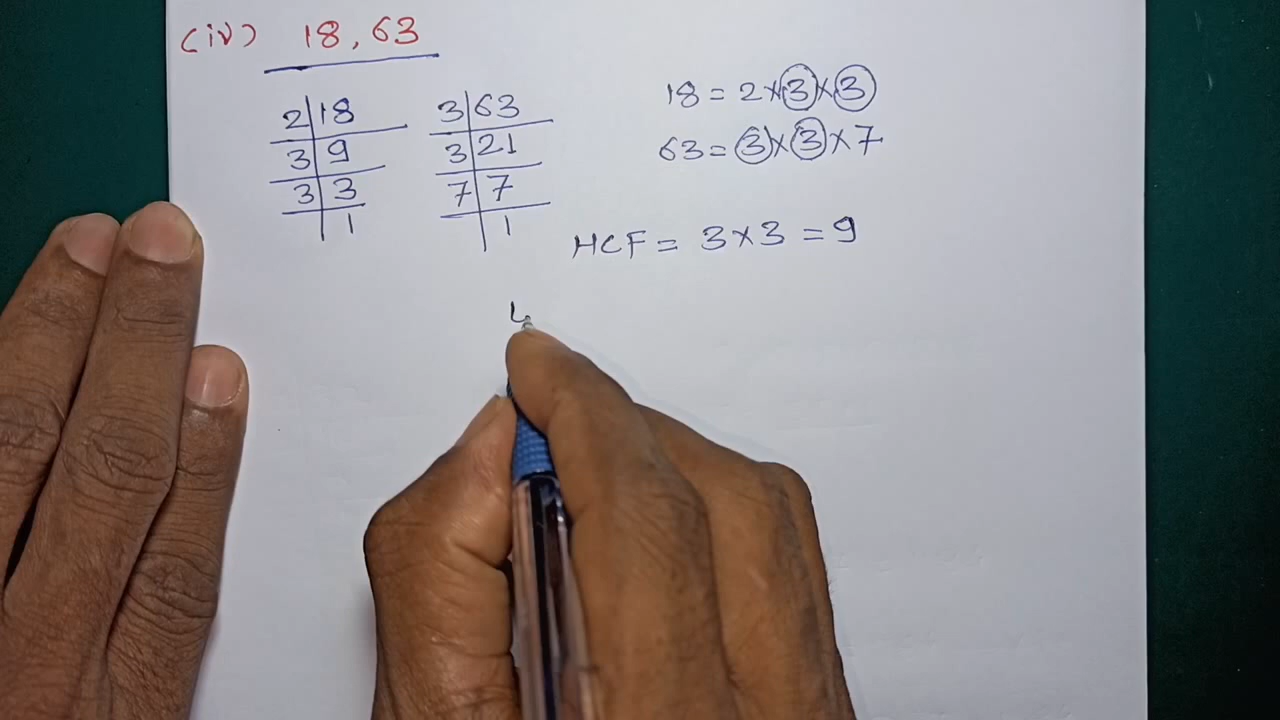 (iv) 18, 63
2 18
3 9
3 3
1
3 63
3 21
7 7
1
18 = 2×3×3
63 = 3×3×7
HCF = 3×3 = 9